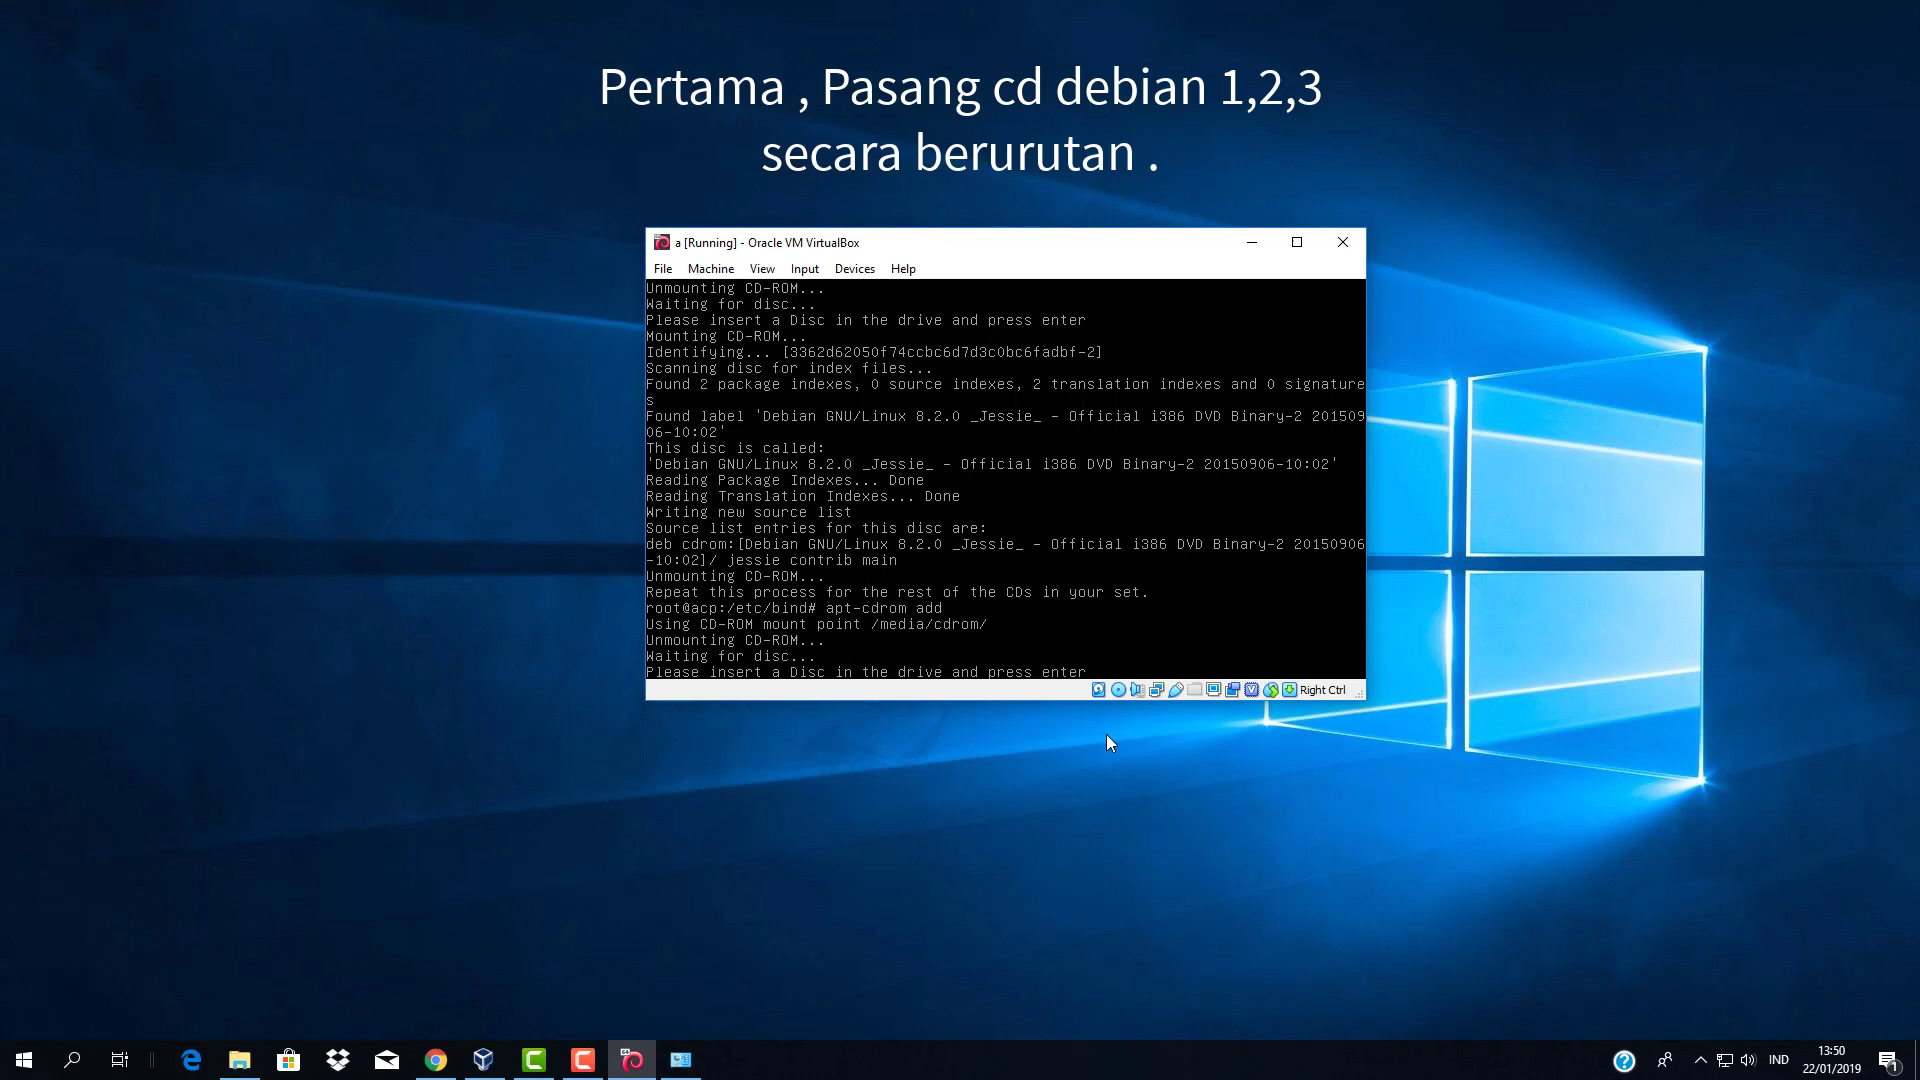 Pertama , Pasang cd debian 1,2,3
secara berurutan .
a [Running] - Oracle VM VirtualBox
File Machine View Input Devices Help
Unmounting CD-ROM...
Waiting for disc...
Please insert a Disc in the drive and press enter
Mounting CD-ROM...
Identifying... [3362d62050f74ccbc6d7d3c0bc6fadbf-2]
Scanning disc for index files...
Found 2 package indexes, 0 source indexes, 2 translation indexes and 0 signature
s
Found label 'Debian GNU/Linux 8.2.0 _Jessie_ - Official i386 DVD Binary-2 201509
06-10:02'
This disc is called:
'Debian GNU/Linux 8.2.0 _Jessie_ - Official i386 DVD Binary-2 20150906-10:02'
Reading Package Indexes... Done
Reading Translation Indexes... Done
Writing new source list
Source list entries for this disc are:
deb cdrom:[Debian GNU/Linux 8.2.0 _Jessie_ - Official i386 DVD Binary-2 20150906
-10:02]/ jessie contrib main
Unmounting CD-ROM...
Repeat this process for the rest of the CDs in your set.
root@acp:/etc/bind# apt-cdrom add
Using CD-ROM mount point /media/cdrom/
Unmounting CD-ROM...
Waiting for disc...
Please insert a Disc in the drive and press enter
Right Ctrl
IND
13:50
22/01/2019
1